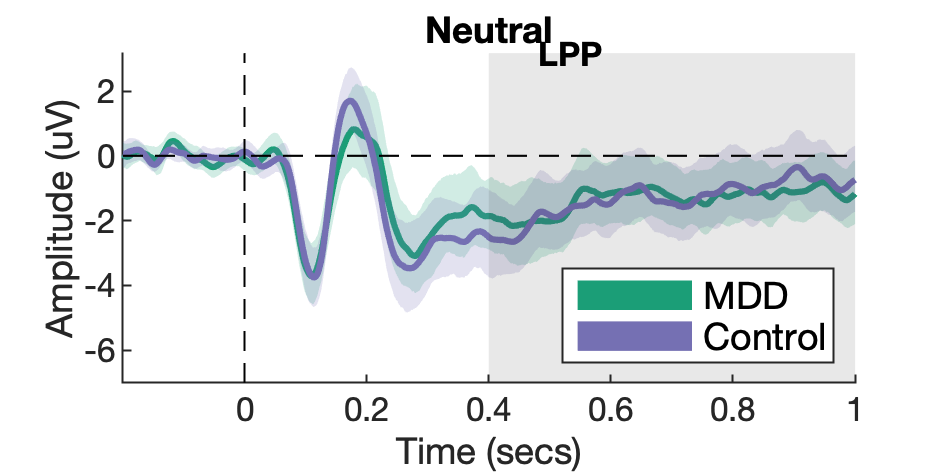 Neutral
LPP
Amplitude (uV)
2
0
-2
-4
-6
MDD
Control
0
0.2
0.4
0.6
0.8
1
Time (secs)